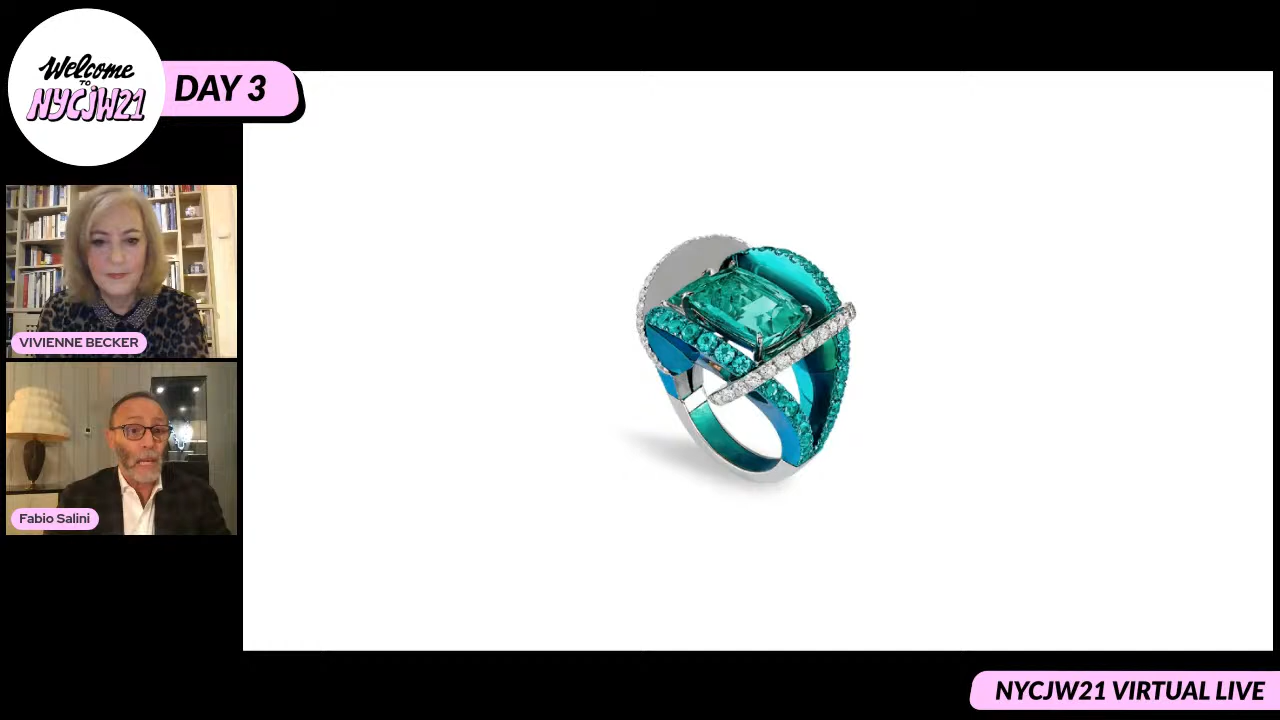 Welcome
TO
NYCJW21
DAY 3
VIVIENNE BECKER
Fabio Salini
NYCJW21 VIRTUAL LIVE